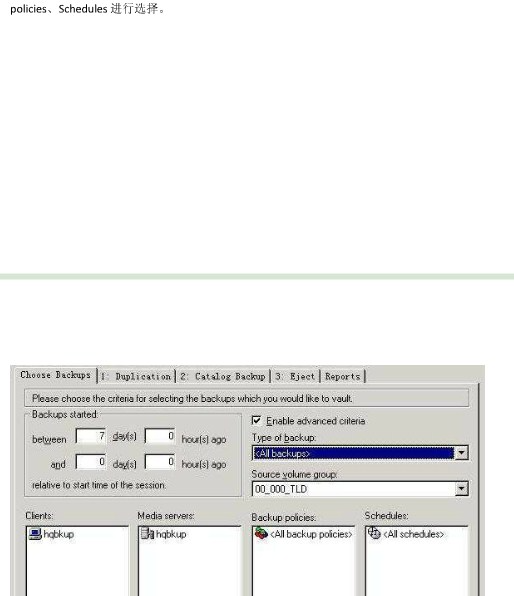 policies、Schedules 进行选择。
Choose Backups 1: Duplication 2: Catalog Backup 3: Eject Reports
Please choose the criteria for selecting the backups which you would like to vault.
Backups started:
between 7 day(s) 0 hour(s) ago
and 0 day(s) 0 hour(s) ago
relative to start time of the session.
Enable advanced criteria
Type of backup:
<All backups>
Source volume group:
00_000_TLD
Clients: Media servers: Backup policies: Schedules:
hqbkup hqbkup <All backup policies> <All schedules>